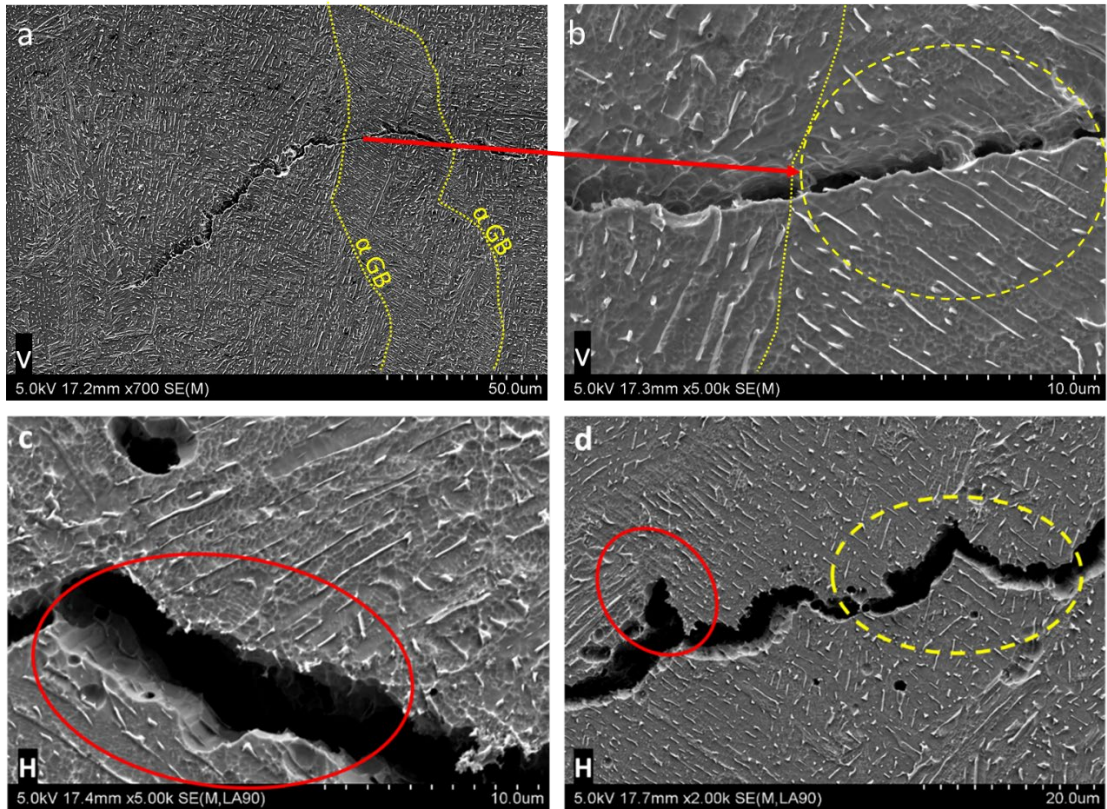 a
α GB
α GB
V
5.0kV 17.2mm x700 SE(M)
50.0um
b
V
5.0kV 17.3mm x5.00k SE(M)
10.0um
c
H
5.0kV 17.4mm x5.00k SE(M,LA90)
10.0um
d
H
5.0kV 17.7mm x2.00k SE(M,LA90)
20.0um